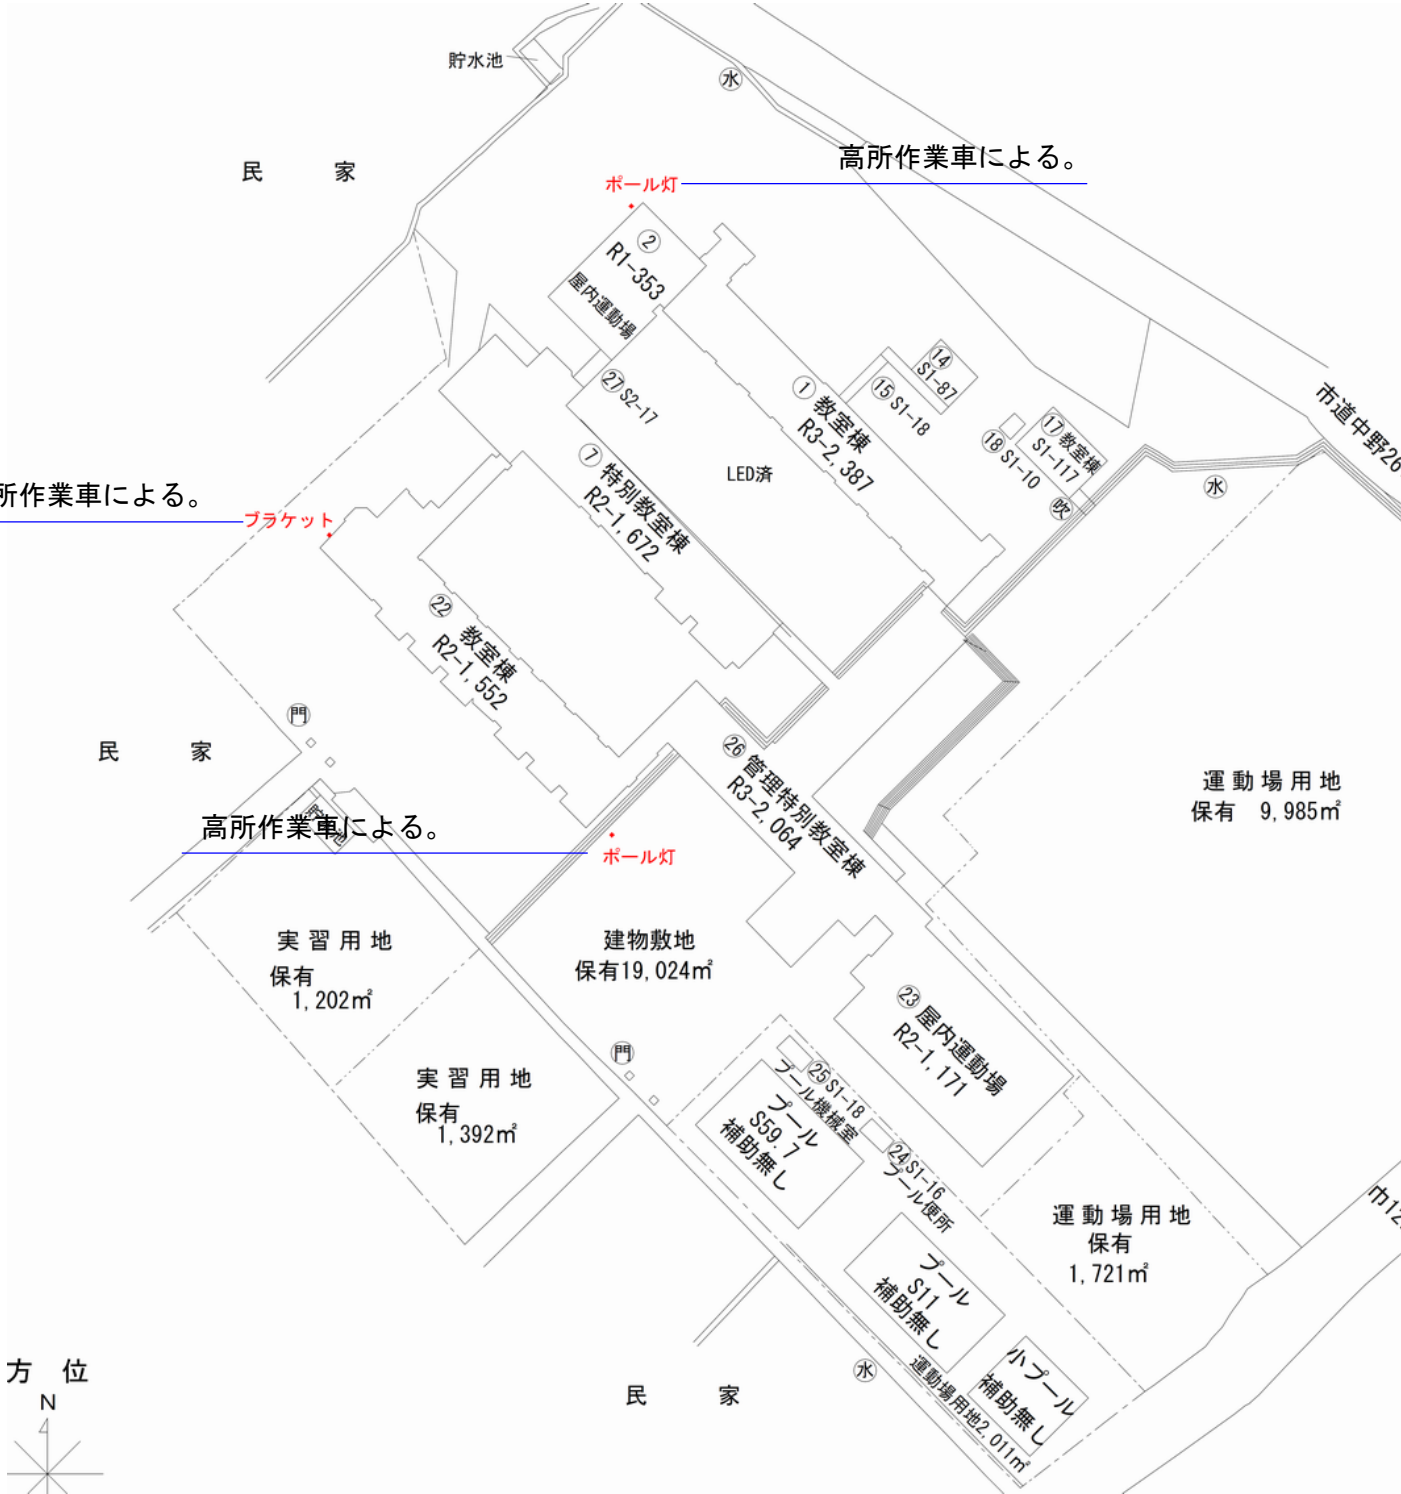 貯水池
水
民 家
高所作業車による。
ポール灯
②
R1-353
屋内運動場
⑭
S1-87
⑮ S1-18
① 教室棟
R3-2,387
㉗ S2-17
⑰ 教室棟
S1-117
⑱ S1-10
吹
水
市道中野26
LED済
⑦ 特別教室棟
R2-1,672
所作業車による。
ブラケット
㉒ 教室棟
R2-1,552
門
民 家
㉖ 管理特別教室棟
R3-2,064
運動場用地
保有 9,985㎡
高所作業車による。
ポール灯
実習用地
保有
1,202㎡
建物敷地
保有19,024㎡
㉓ 屋内運動場
R2-1,171
門
実習用地
保有
1,392㎡
㉕ S1-18
プール機械室
プール
S59.7
補助無し
㉔ S1-16
プール便所
運動場用地
保有
1,721㎡
プール
S11
補助無し
小プール
補助無し
運動場用地2,011㎡
水
民 家
方 位
N